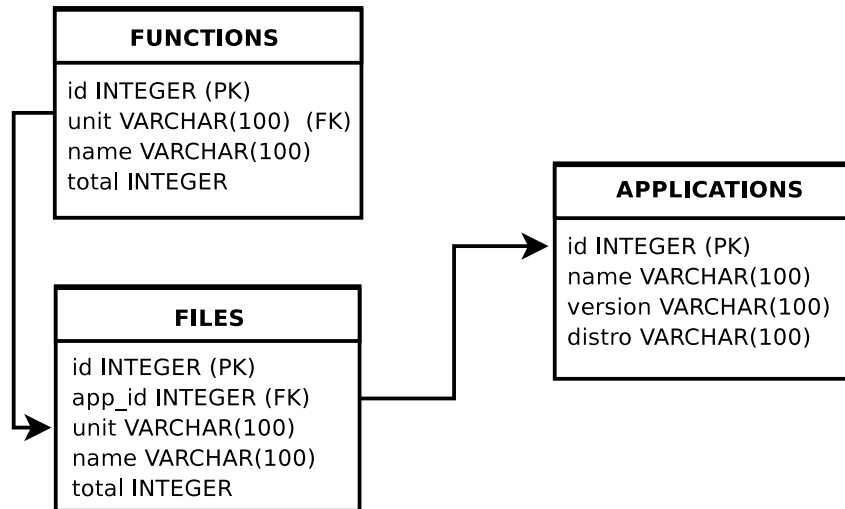 FUNCTIONS
id INTEGER (PK)
unit VARCHAR(100)  (FK)
name VARCHAR(100)
total INTEGER
APPLICATIONS
id INTEGER (PK)
name VARCHAR(100)
version VARCHAR(100)
distro VARCHAR(100)
FILES
id INTEGER (PK)
app_id INTEGER (FK)
unit VARCHAR(100)
name VARCHAR(100)
total INTEGER